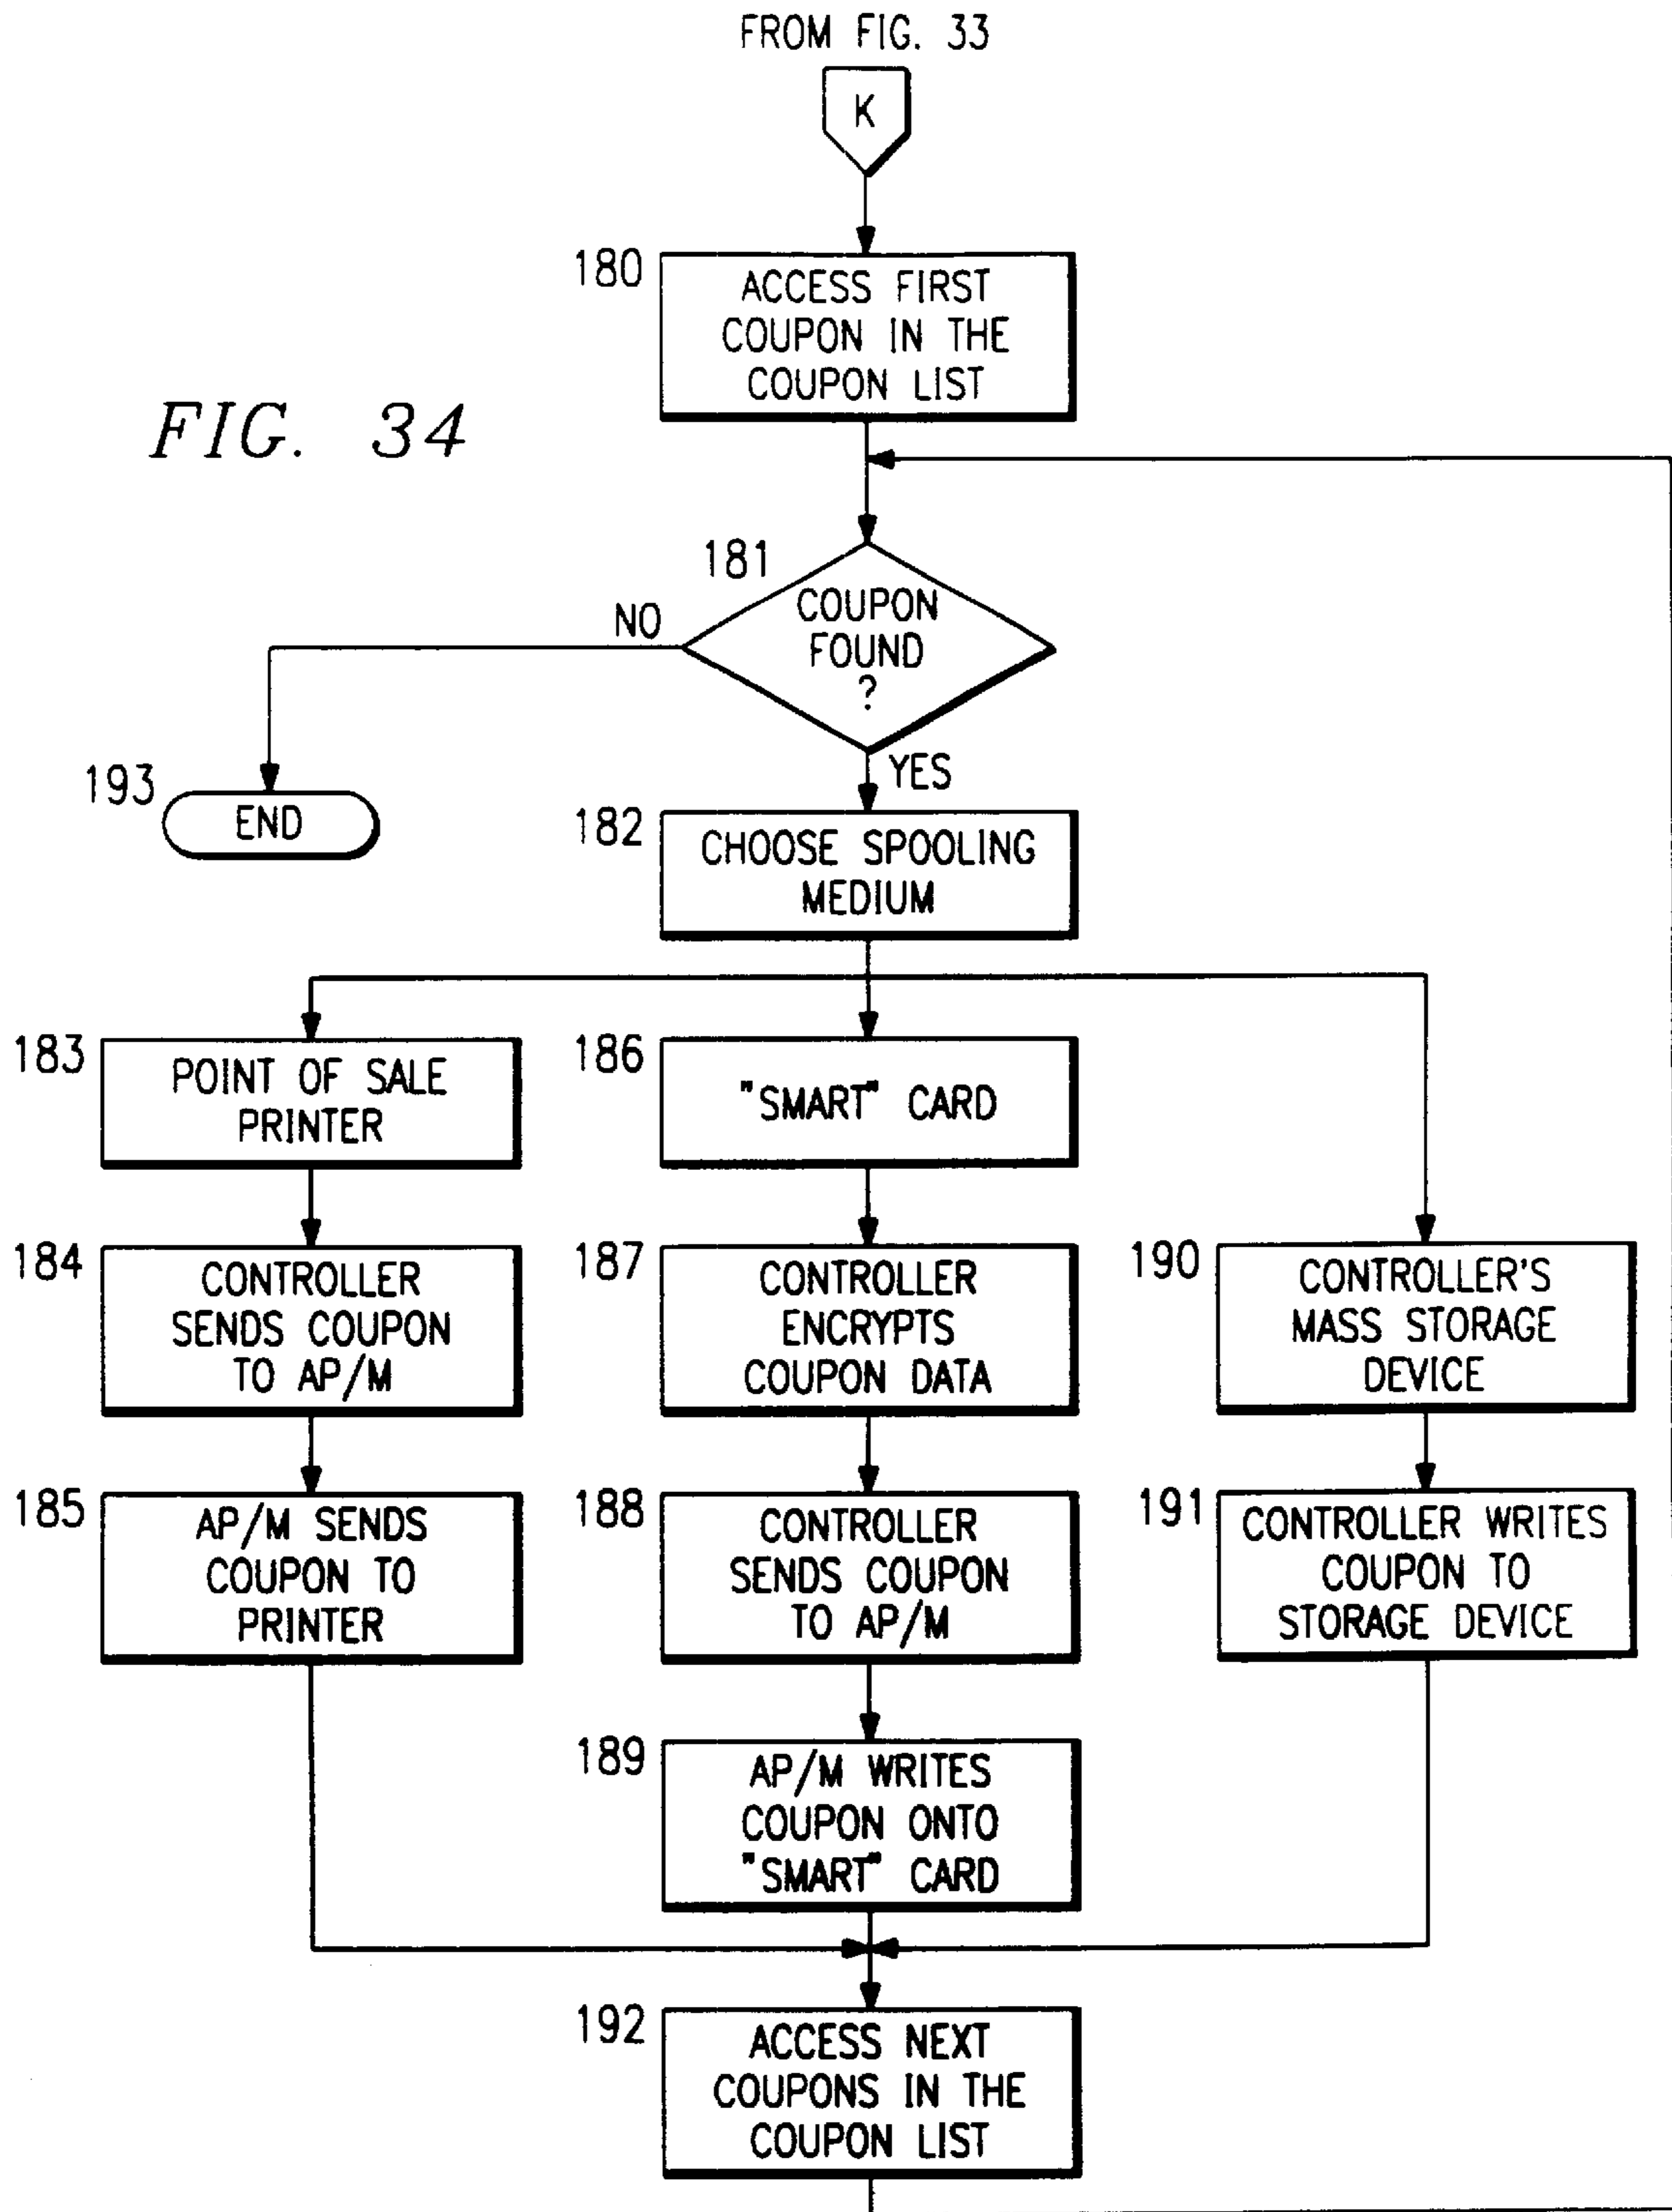 FROM FIG. 33
K
180
ACCESS FIRST
COUPON IN THE
COUPON LIST
FIG. 34
181
COUPON
FOUND
?
NO
YES
193
END
182
CHOOSE SPOOLING
MEDIUM
183
POINT OF SALE
PRINTER
186
"SMART" CARD
184
CONTROLLER
SENDS COUPON
TO AP/M
187
CONTROLLER
ENCRYPTS
COUPON DATA
190
CONTROLLER'S
MASS STORAGE
DEVICE
185
AP/M SENDS
COUPON TO
PRINTER
188
CONTROLLER
SENDS COUPON
TO AP/M
191
CONTROLLER WRITES
COUPON TO
STORAGE DEVICE
189
AP/M WRITES
COUPON ONTO
"SMART" CARD
192
ACCESS NEXT
COUPONS IN THE
COUPON LIST